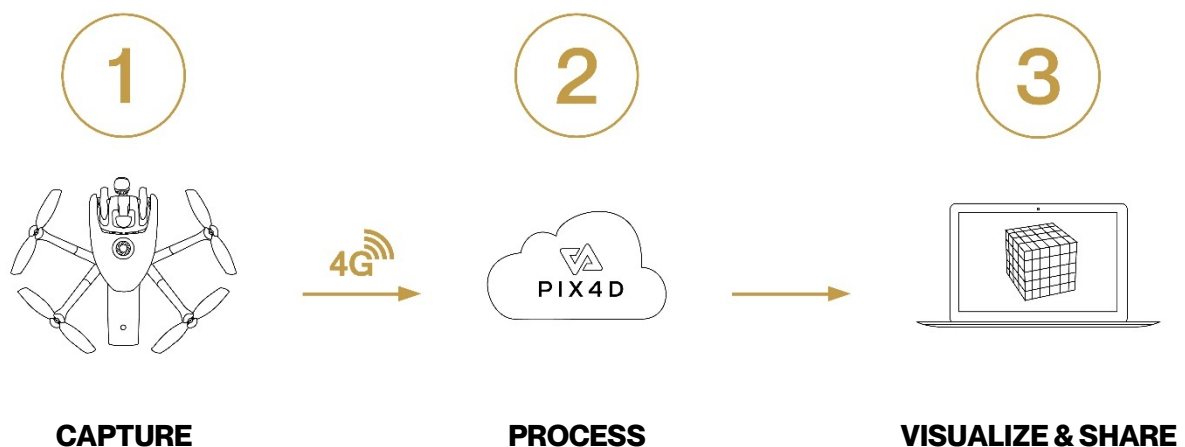 1
2
3
4G
PIX4D
CAPTURE
PROCESS
VISUALIZE & SHARE